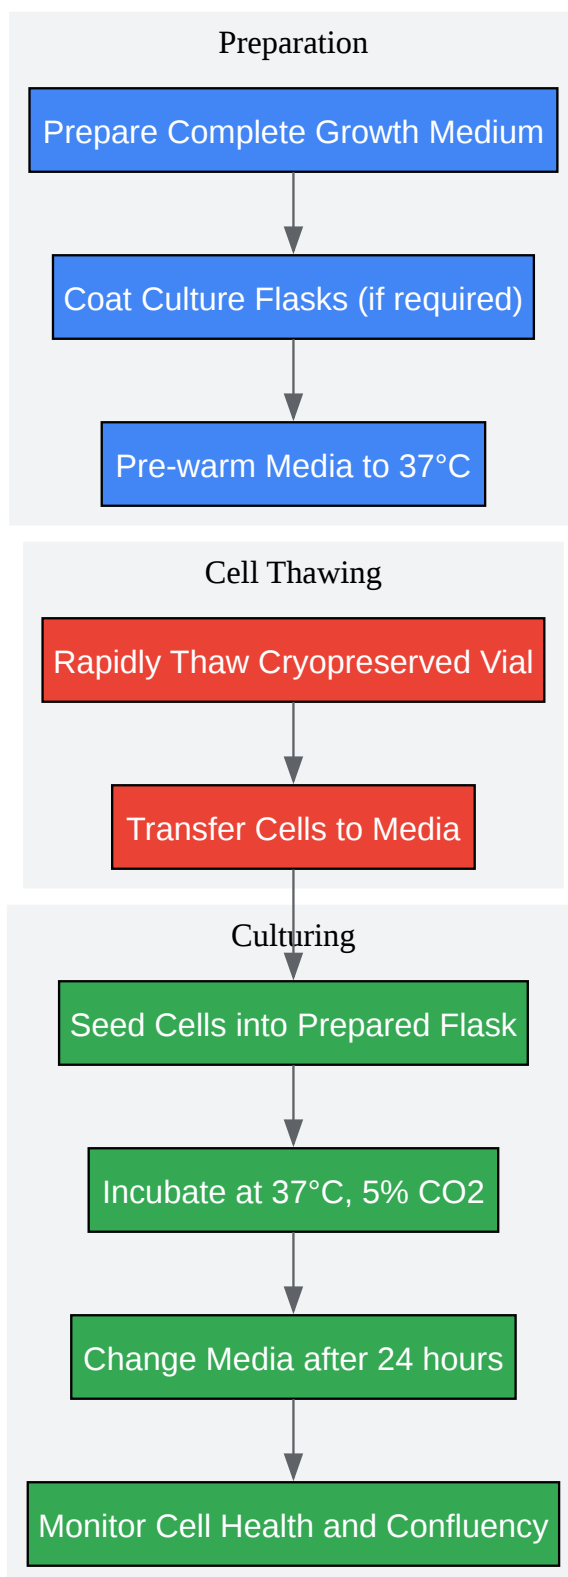 Preparation
Prepare Complete Growth Medium
Coat Culture Flasks (if required)
Pre-warm Media to 37°C
Cell Thawing
Rapidly Thaw Cryopreserved Vial
Transfer Cells to Media
Culturing
Seed Cells into Prepared Flask
Incubate at 37°C, 5% CO2
Change Media after 24 hours
Monitor Cell Health and Confluency